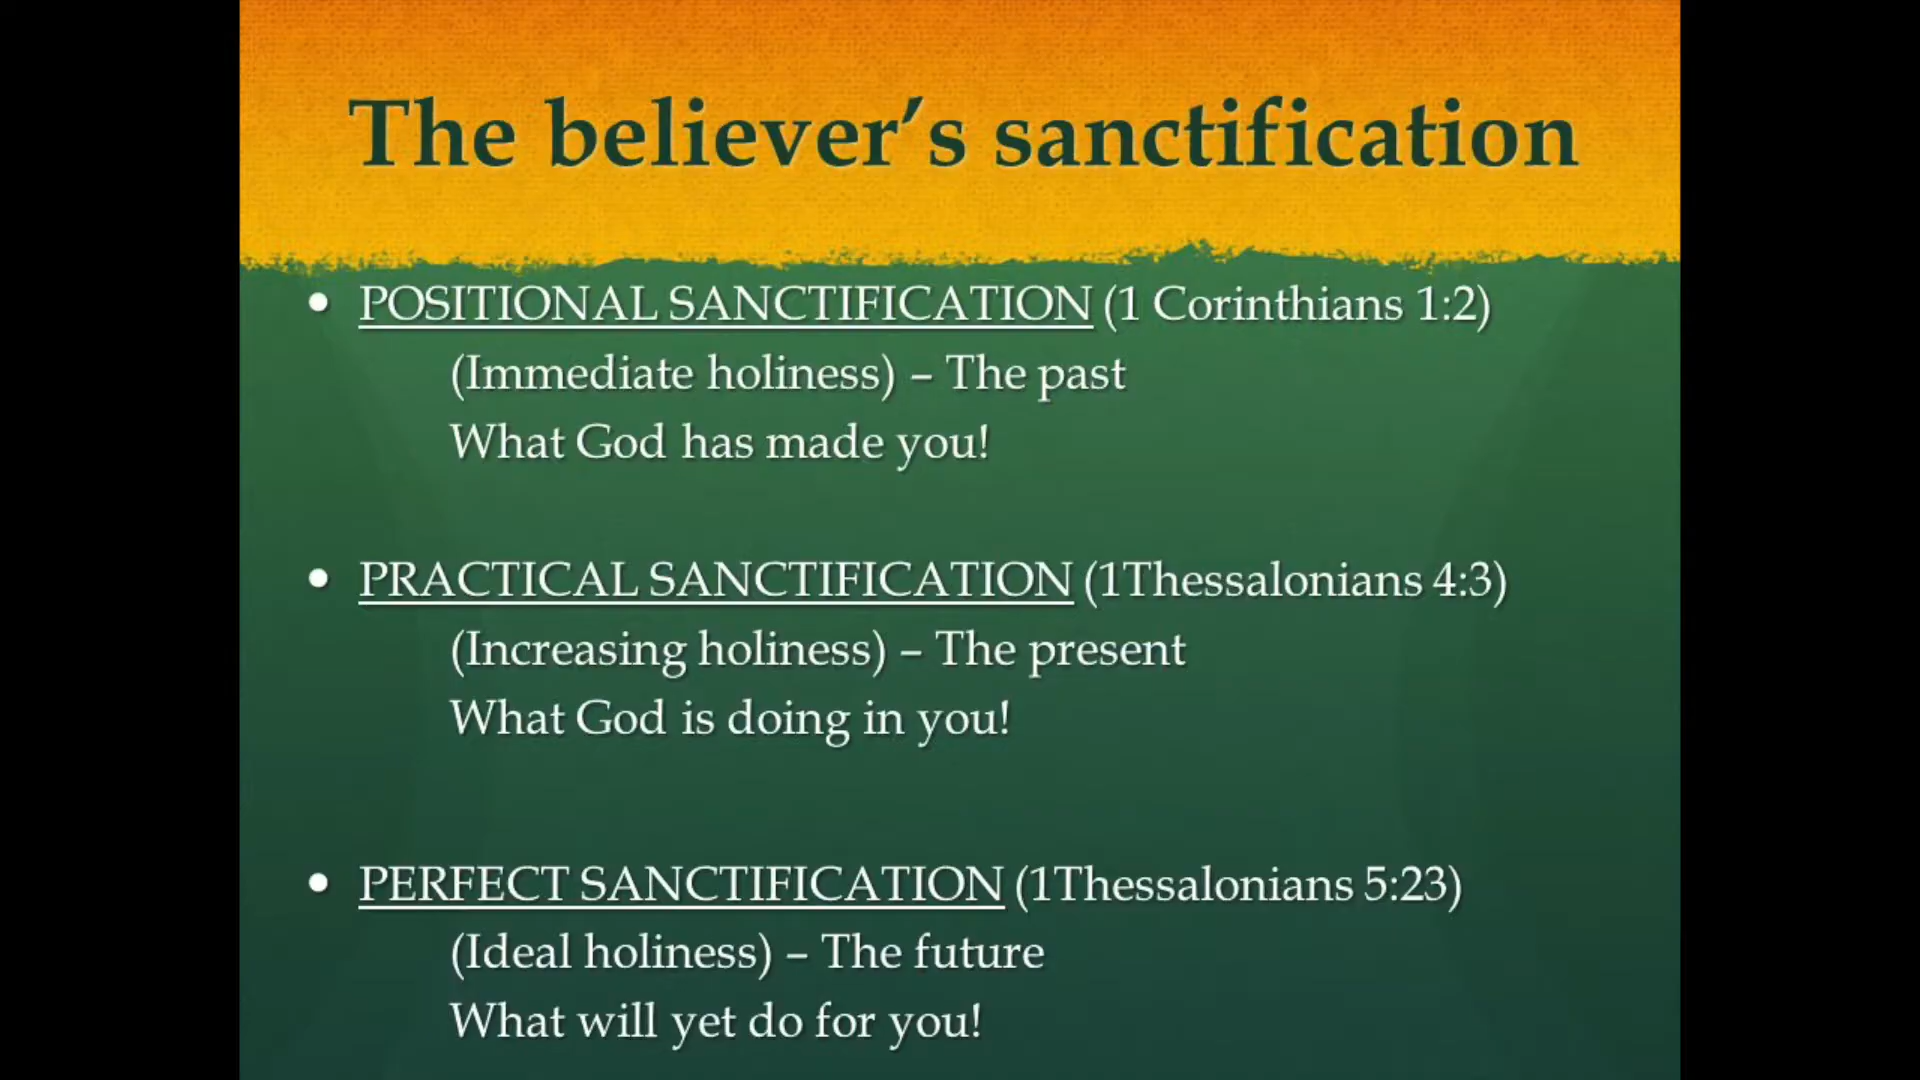 The believer’s sanctification
• POSITIONAL SANCTIFICATION (1 Corinthians 1:2)
(Immediate holiness) – The past
What God has made you!
• PRACTICAL SANCTIFICATION (1Thessalonians 4:3)
(Increasing holiness) – The present
What God is doing in you!
• PERFECT SANCTIFICATION (1Thessalonians 5:23)
(Ideal holiness) – The future
What will yet do for you!